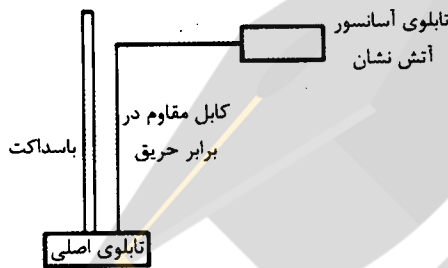 تابلوی آسانسور
آتش نشان
کابل مقاوم در
برابر حریق
باسداکت
تابلوی اصلی